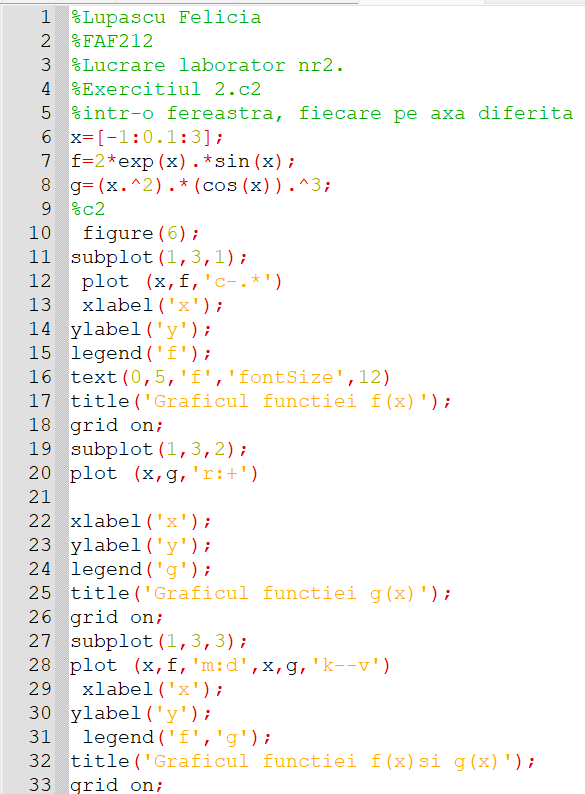 1 %Lupascu Felicia
2 %FAF212
3 %Lucrare laborator nr2.
4 %Exercitiul 2.c2
5 %intr-o fereastra, fiecare pe axa diferita
6 x=[-1:0.1:3];
7 f=2*exp(x).*sin(x);
8 g=(x.^2).*(cos(x)).^3;
9 %c2
10 figure(6);
11 subplot(1,3,1);
12 plot (x,f,'c-.*')
13 xlabel('x');
14 ylabel('y');
15 legend('f');
16 text(0,5,'f','fontSize',12)
17 title('Graficul functiei f(x)');
18 grid on;
19 subplot(1,3,2);
20 plot (x,g,'r:+')
21
22 xlabel('x');
23 ylabel('y');
24 legend('g');
25 title('Graficul functiei g(x)');
26 grid on;
27 subplot(1,3,3);
28 plot (x,f,'m:d',x,g,'k--v')
29 xlabel('x');
30 ylabel('y');
31 legend('f','g');
32 title('Graficul functiei f(x)si g(x)');
33 grid on;